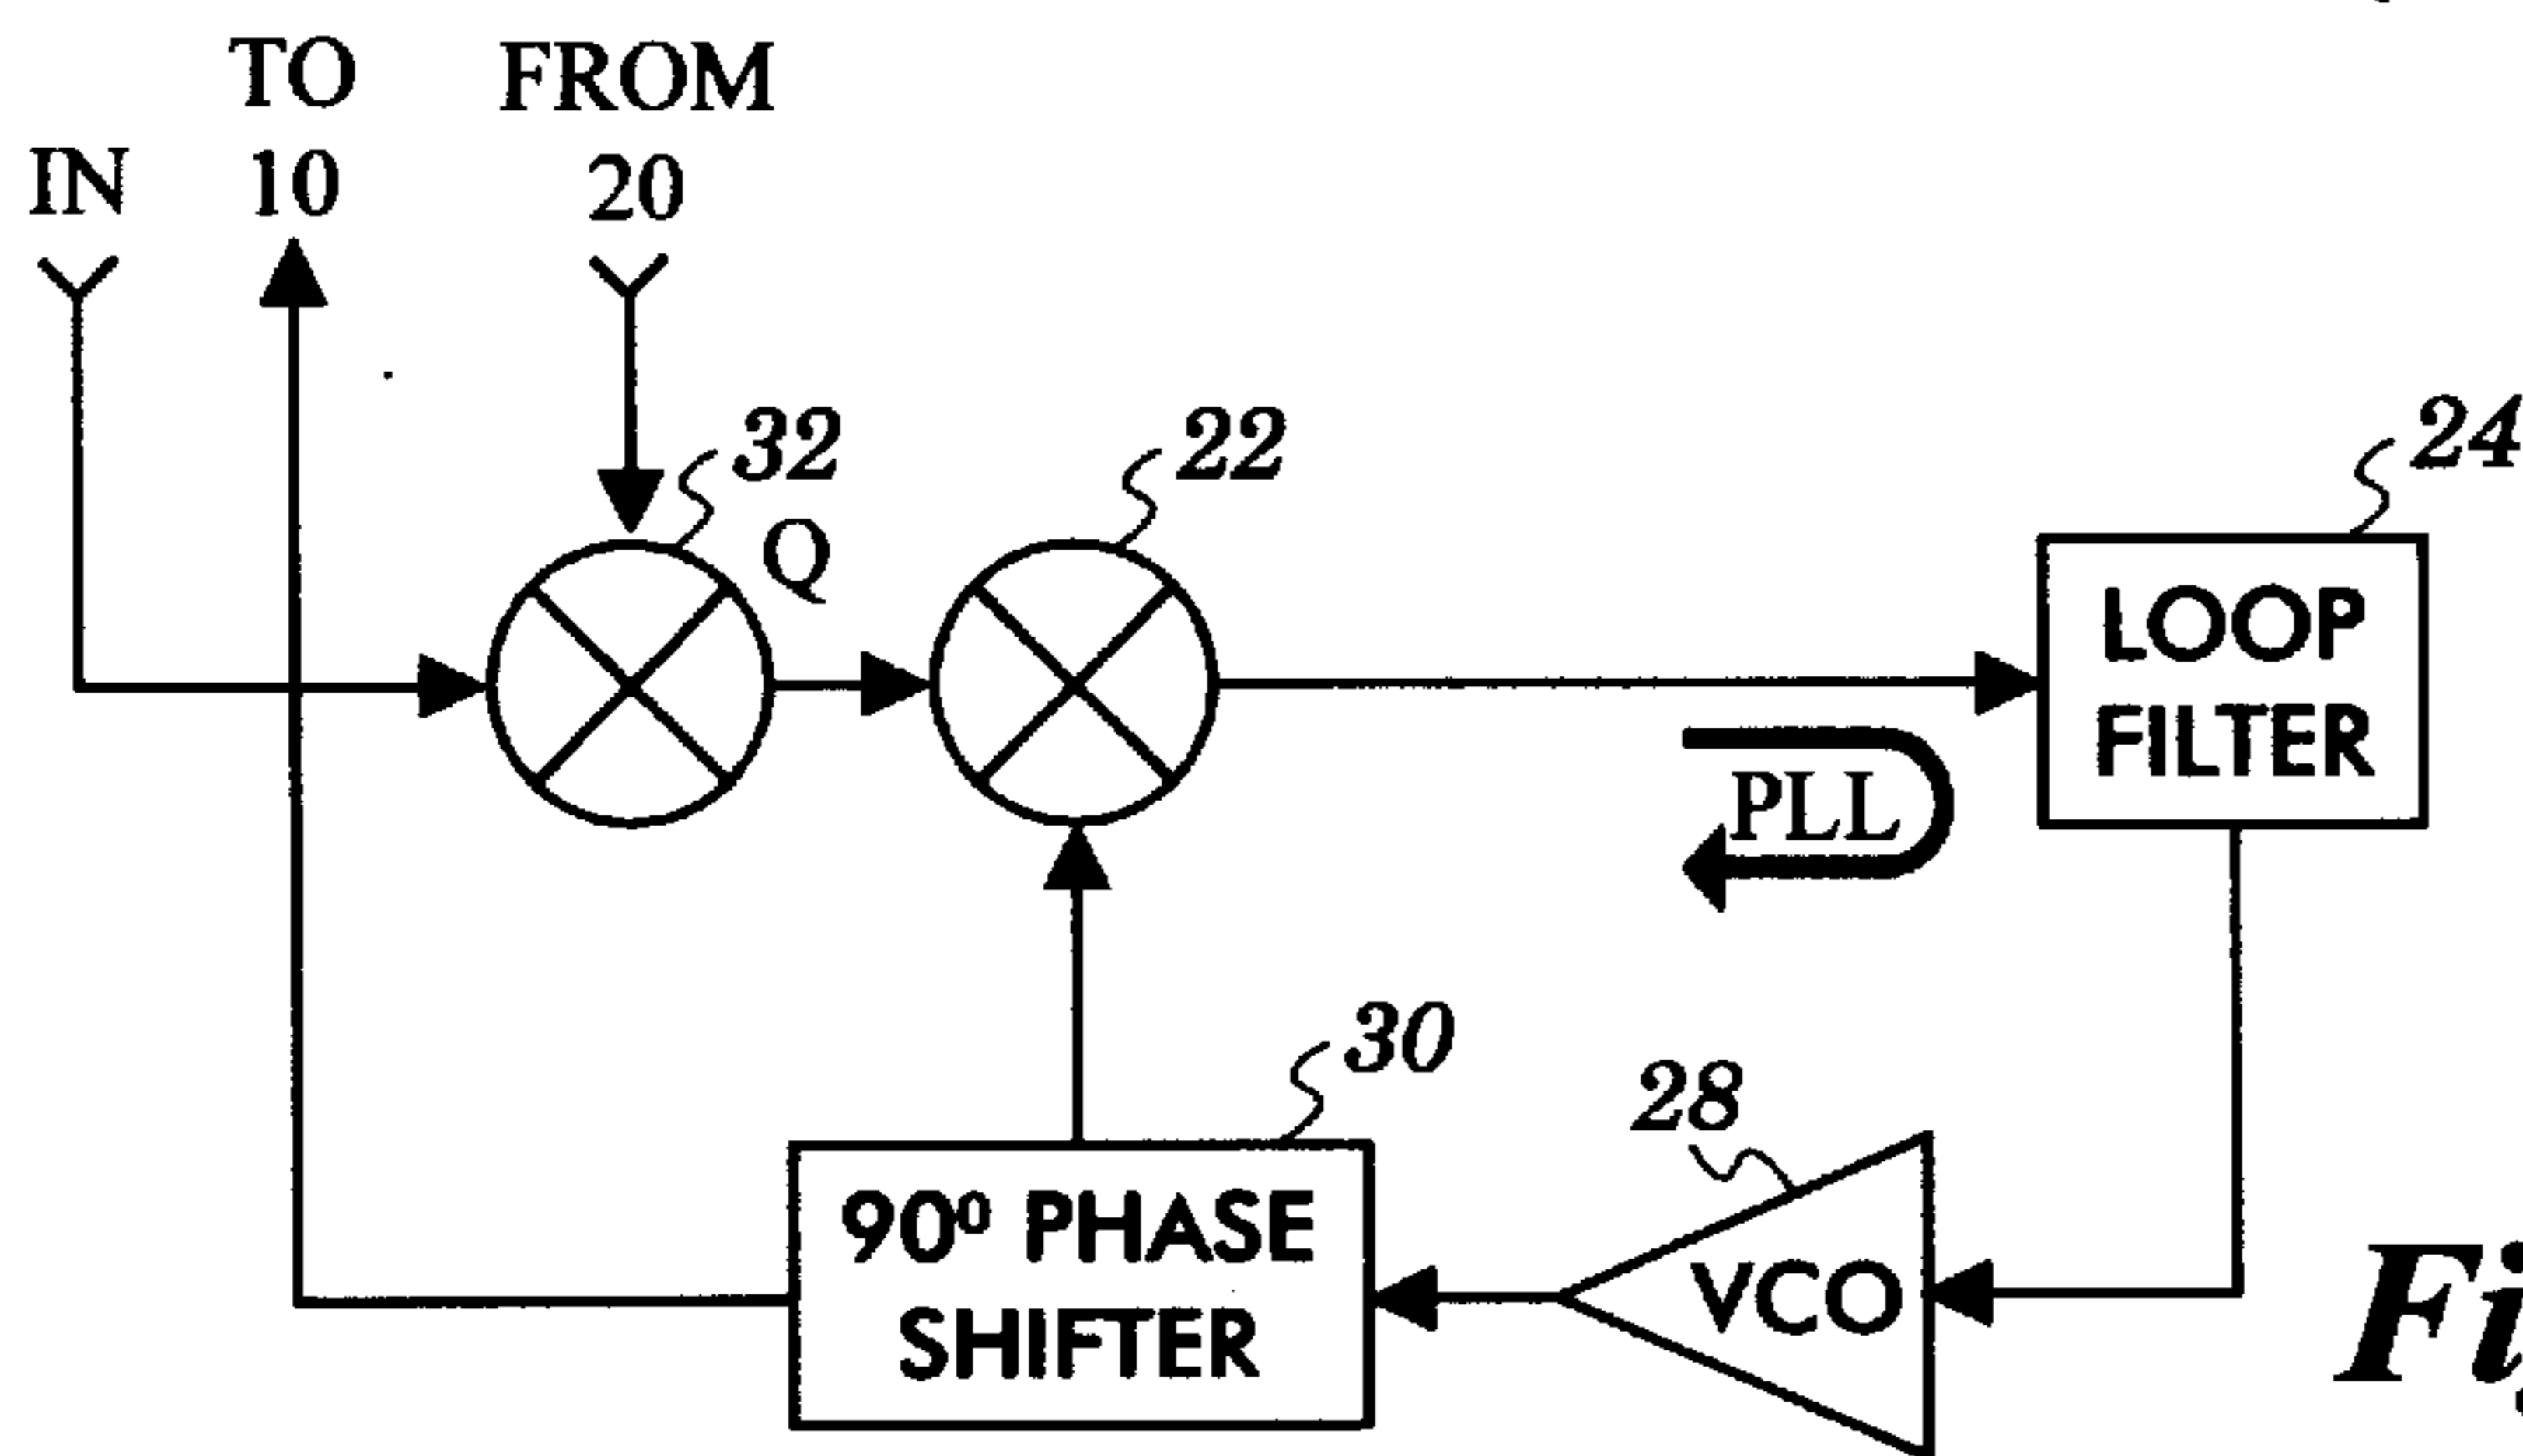 TO
10
FROM
20
IN
32
Q
22
24
LOOP
FILTER
PLL
30
28
90⁰ PHASE
SHIFTER
VCO